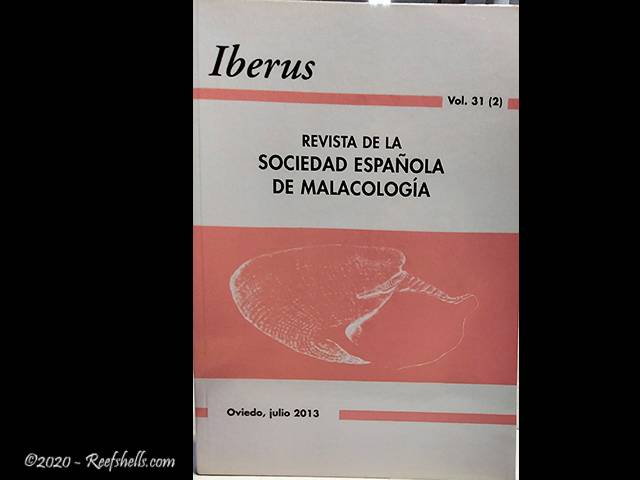 Iberus
Vol. 31 (2)
REVISTA DE LA
SOCIEDAD ESPAÑOLA
DE MALACOLOGÍA
Oviedo, julio 2013
©2020 - Reefshells.com